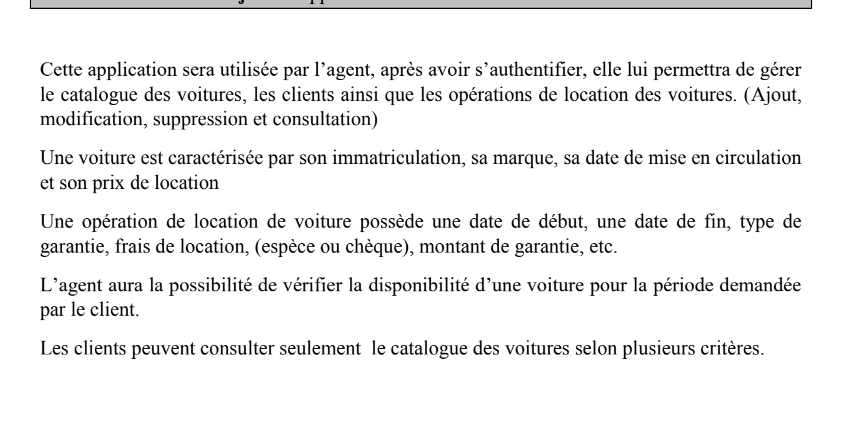 Cette application sera utilisée par l’agent, après avoir s’authentifier, elle lui permettra de gérer
le catalogue des voitures, les clients ainsi que les opérations de location des voitures. (Ajout,
modification, suppression et consultation)
Une voiture est caractérisée par son immatriculation, sa marque, sa date de mise en circulation
et son prix de location
Une opération de location de voiture possède une date de début, une date de fin, type de
garantie, frais de location, (espèce ou chèque), montant de garantie, etc.
L’agent aura la possibilité de vérifier la disponibilité d’une voiture pour la période demandée
par le client.
Les clients peuvent consulter seulement  le catalogue des voitures selon plusieurs critères.